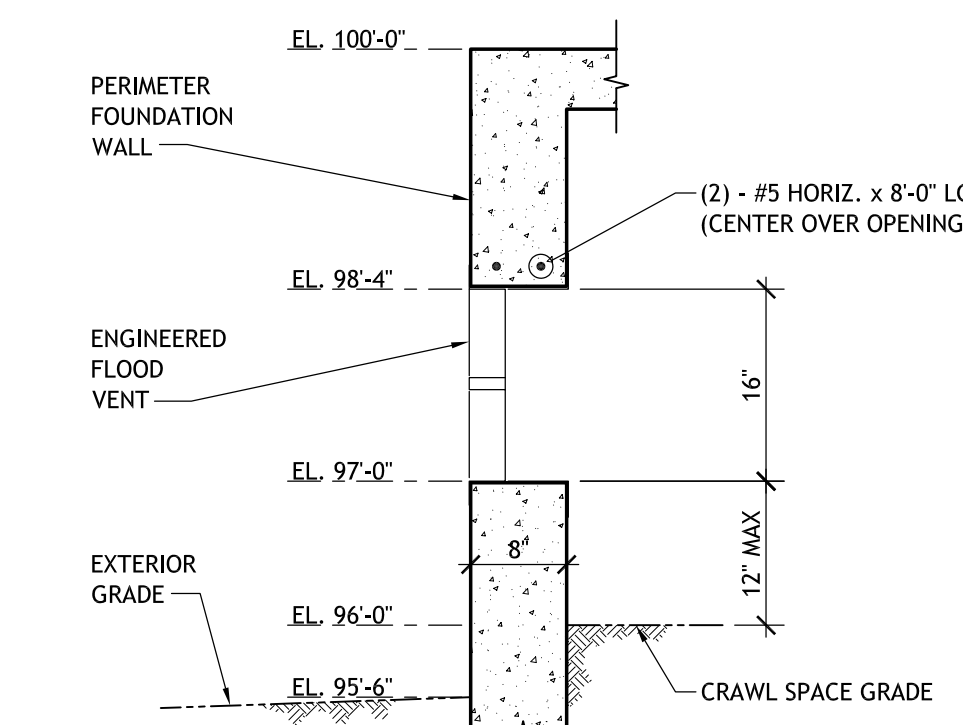 EL. 100'-0"
PERIMETER
FOUNDATION
WALL
(2) - #5 HORIZ. x 8'-0"
(CENTER OVER OPENING
EL. 98'-4"
ENGINEERED
FLOOD
VENT
16"
EL. 97'-0"
8"
12" MAX
EXTERIOR
GRADE
EL. 96'-0"
EL. 95'-6"
CRAWL SPACE GRADE